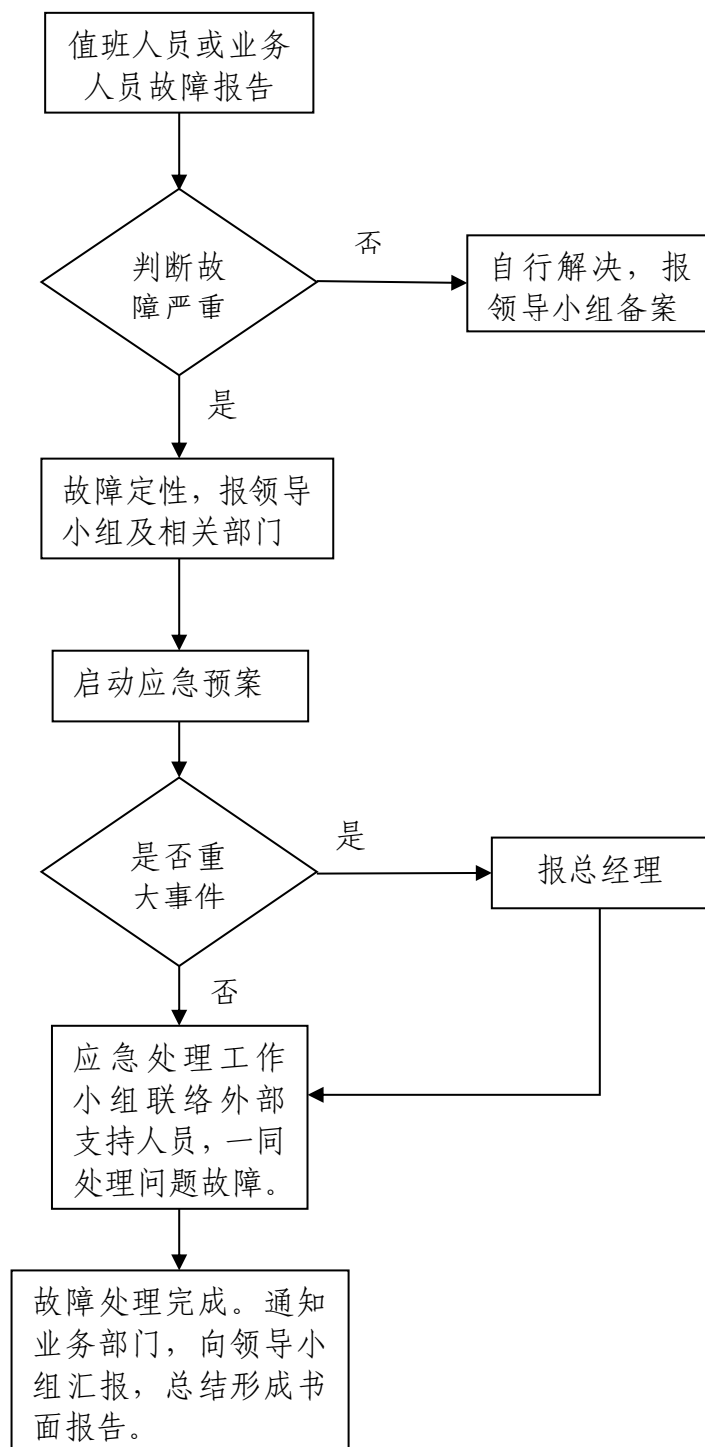 值班人员或业务
人员故障报告
判断故
障严重
否
自行解决，报
领导小组备案
是
故障定性，报领导
小组及相关部门
启动应急预案
是否重
大事件
是
报总经理
否
应急处理工作
小组联络外部
支持人员，一同
处理问题故障。
故障处理完成。通知
业务部门，向领导小
组汇报，总结形成书
面报告。